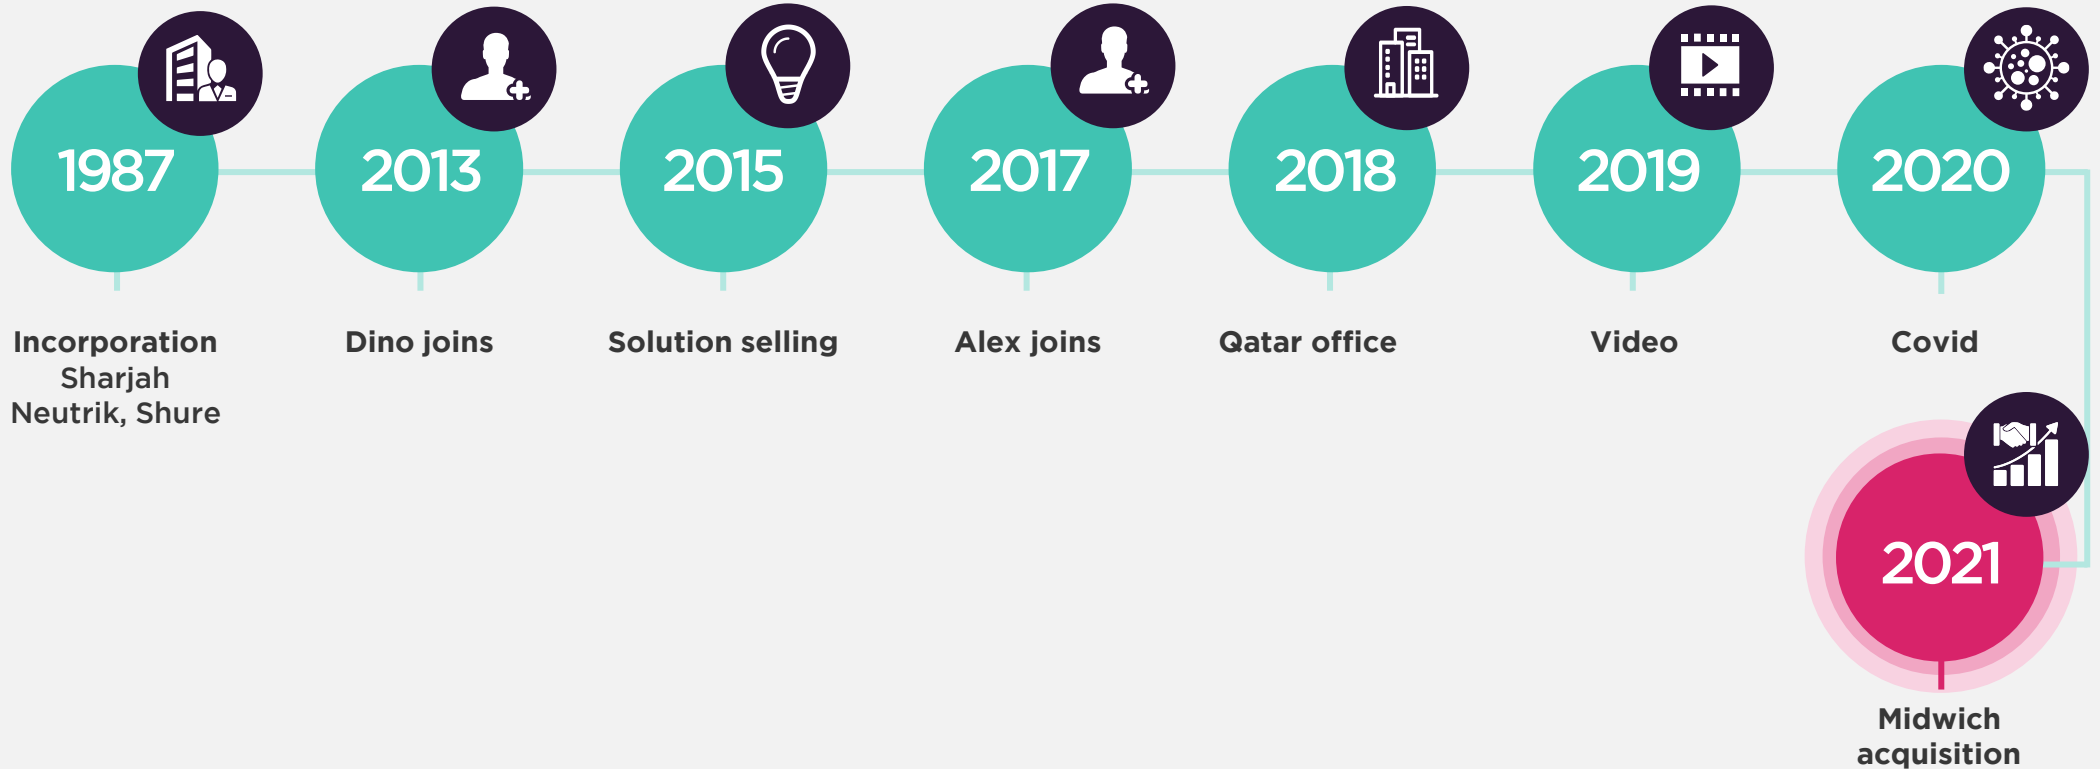 1987
2013
2015
2017
2018
2019
2020
Incorporation
Sharjah
Neutrik, Shure
Dino joins
Solution selling
Alex joins
Qatar office
Video
Covid
2021
Midwich
acquisition